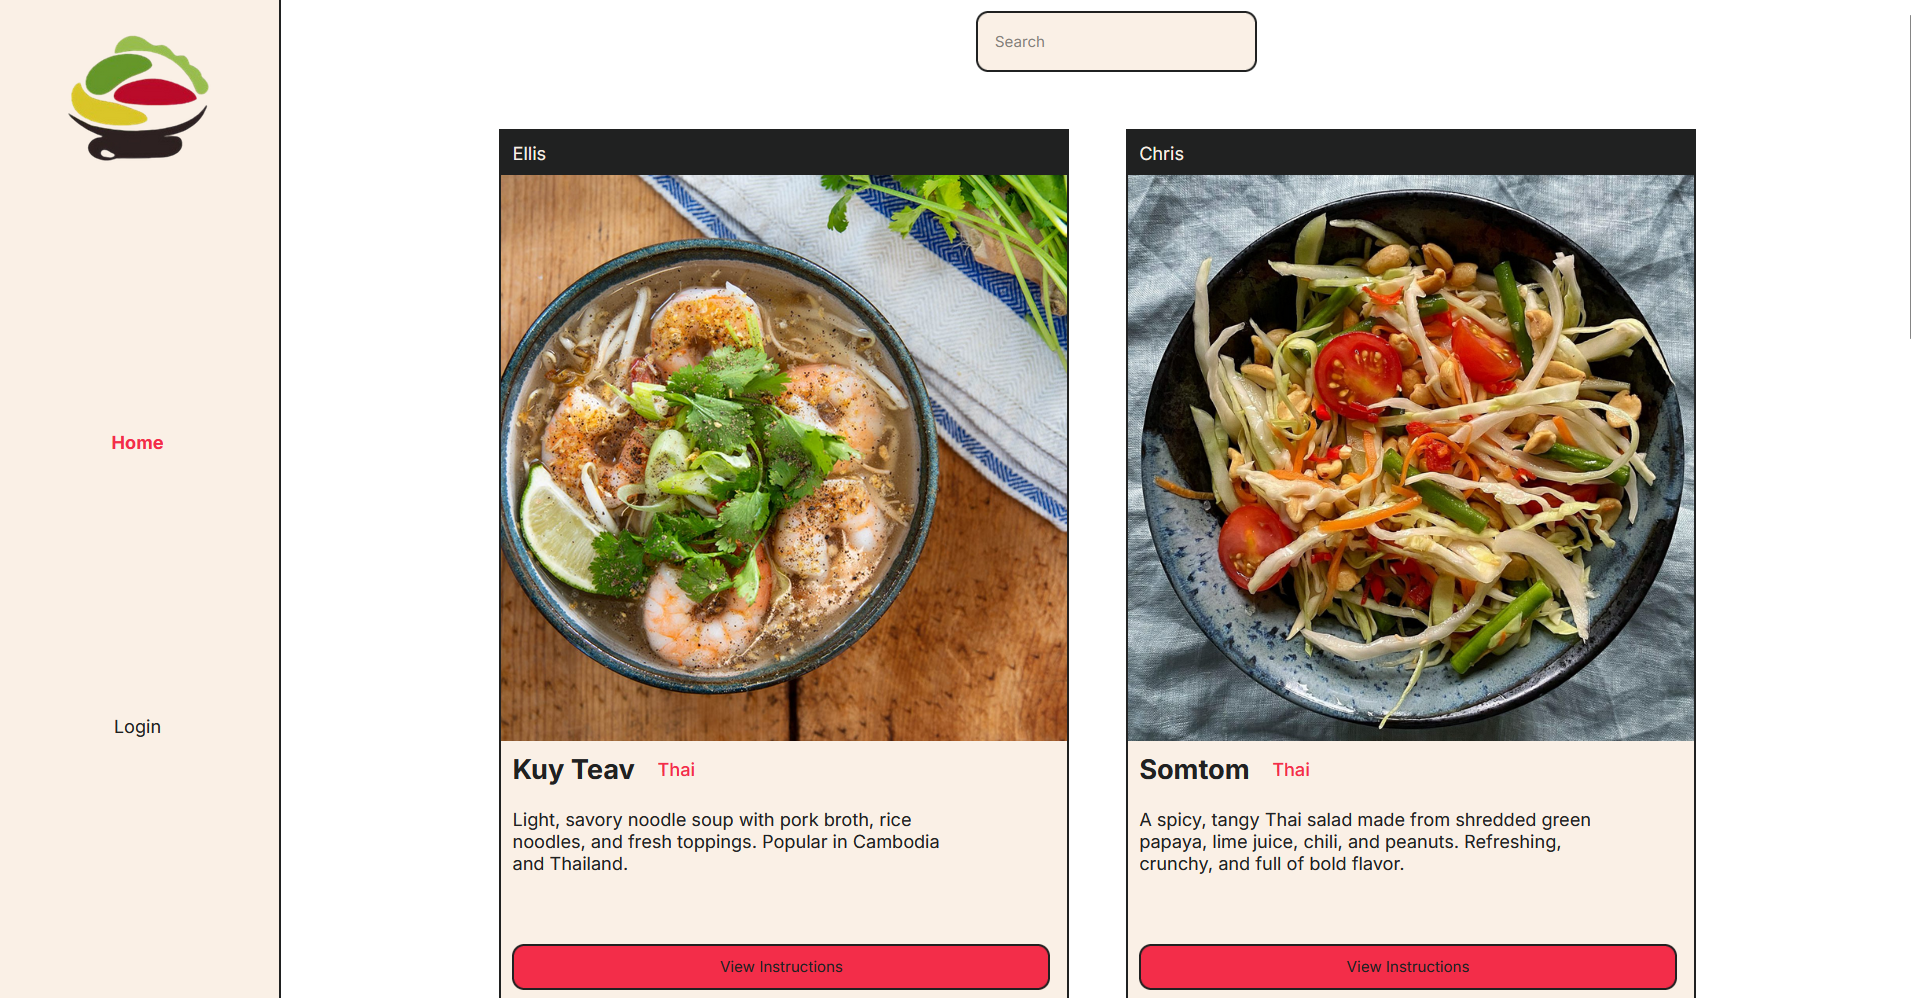 Search
Home
Login
Ellis
Kuy Teav Thai
Light, savory noodle soup with pork broth, rice
noodles, and fresh toppings. Popular in Cambodia
and Thailand.
View Instructions
Chris
Somtom Thai
A spicy, tangy Thai salad made from shredded green
papaya, lime juice, chili, and peanuts. Refreshing,
crunchy, and full of bold flavor.
View Instructions